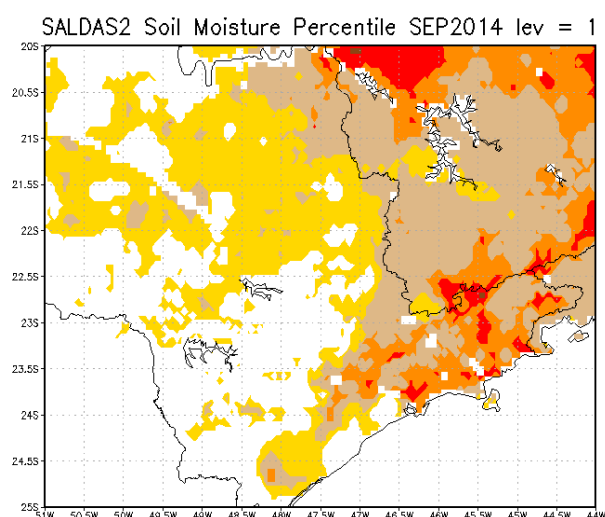 SALDAS2 Soil Moisture Percentile SEP2014 lev = 1
20S
20.5S
21S
21.5S
22S
22.5S
23S
23.5S
24S
24.5S
25S
51W 50.5W 50W 49.5W 49W 48.5W 48W 47.5W 47W 46.5W 46W 45.5W 45W 44.5W 44W